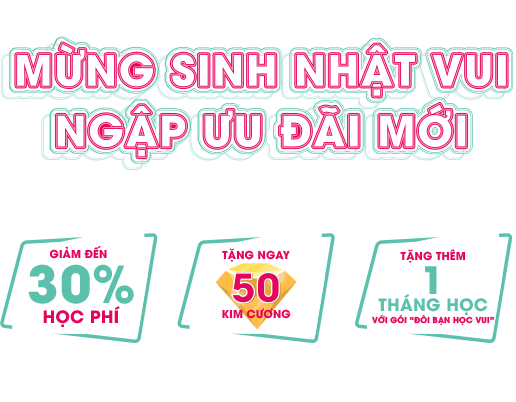 MỪNG SINH NHẬT VUI
NGẬP ƯU ĐÃI MỚI
GIẢM ĐẾN
30%
HỌC PHÍ
TẶNG NGAY
50
KIM CƯƠNG
TẶNG THÊM
1
THÁNG HỌC
VỚI GÓI “ĐÔI BẠN HỌC VUI”